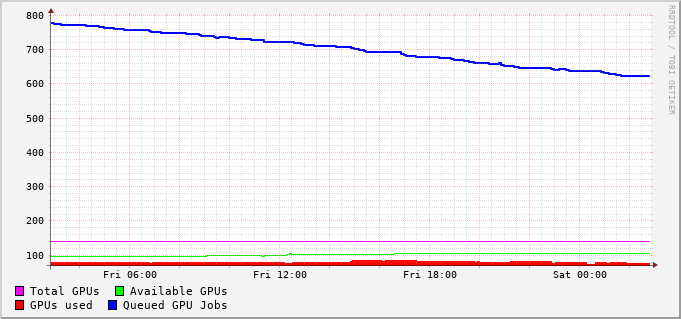 800
700
600
500
400
300
200
100
Fri 06:00 Fri 12:00 Fri 18:00 Sat 00:00
Total GPUs Available GPUs
GPUs used Queued GPU Jobs
RRDTOOL / TOBI OETIKER